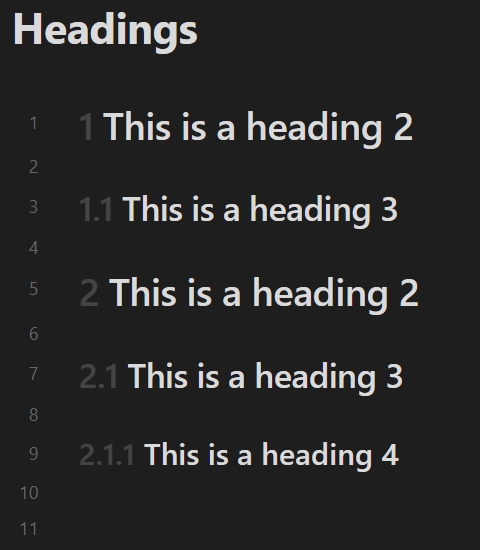 Headings
1 1 This is a heading 2
2
3 1.1 This is a heading 3
4
5 2 This is a heading 2
6
7 2.1 This is a heading 3
8
9 2.1.1 This is a heading 4
10
11